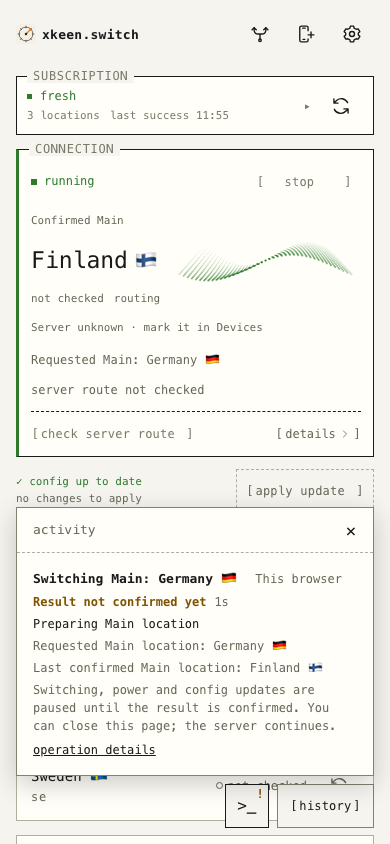 xkeen.switch
SUBSCRIPTION
fresh
3 locations last success 11:55
CONNECTION
running
[ stop ]
Confirmed Main
Finland
not checked routing
Server unknown · mark it in Devices
Requested Main: Germany
server route not checked
[check server route ]
[details > ]
✓ config up to date
no changes to apply
[apply update ]
activity
×
Switching Main: Germany This browser
Result not confirmed yet 1s
Preparing Main location
Requested Main location: Germany
Last confirmed Main location: Finland
Switching, power and config updates are
paused until the result is confirmed. You
can close this page; the server continues.
operation details
Sweden
se
not checked
>_ !
[history]